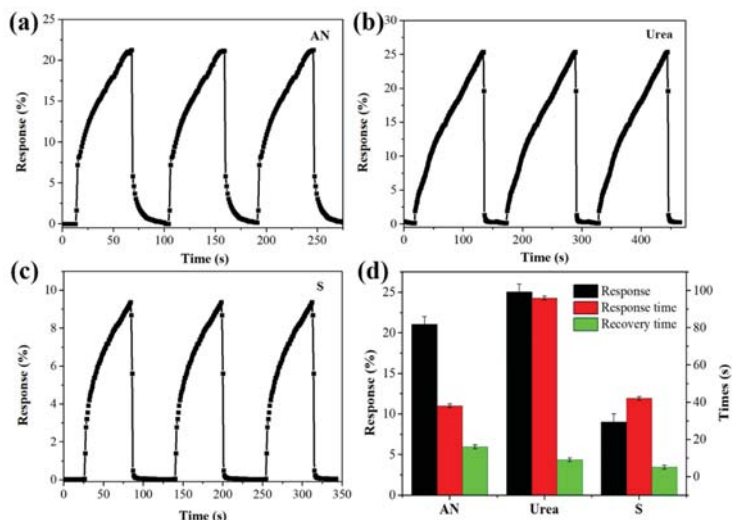 (a)
AN
25
20
15
10
5
0
Response (%)
0 50 100 150 200 250
Time (s)
(b)
Urea
30
25
20
15
10
5
0
Response (%)
0 100 200 300 400
Time (s)
(c)
S
10
8
6
4
2
0
Response (%)
0 50 100 150 200 250 300 350
Time (s)
(d)
Response
Response time
Recovery time
25
20
15
10
5
0
Response (%)
100
80
60
40
20
0
Times (s)
AN Urea S